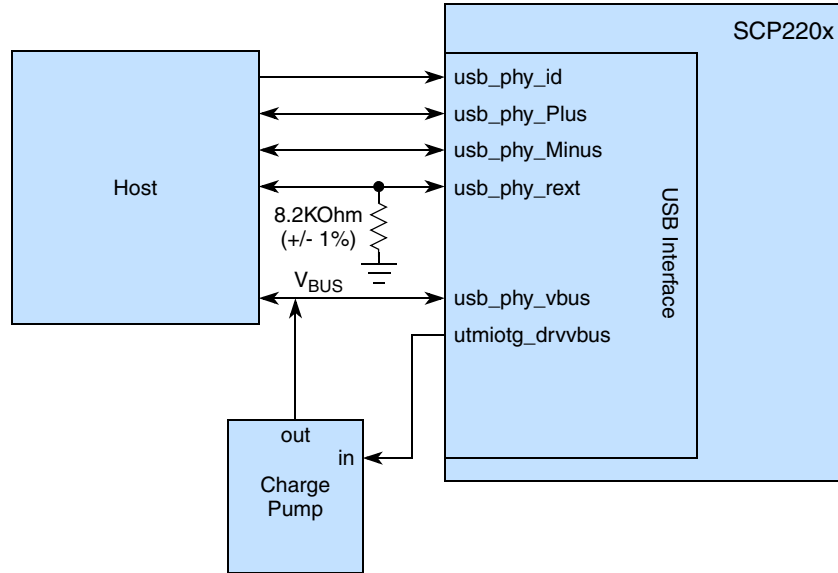 SCP220x
Host
usb_phy_id
usb_phy_Plus
usb_phy_Minus
usb_phy_rext
8.2KOhm
(+/- 1%)
USB Interface
VBUS
usb_phy_vbus
utmiotg_drvvbus
out
in
Charge
Pump